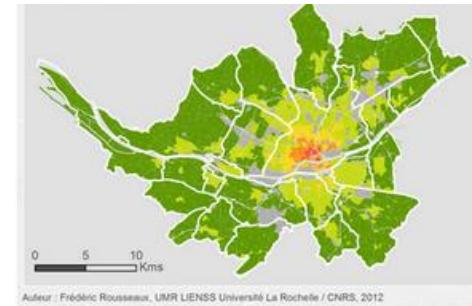 0 5 10
Kms
Auteur : Frédéric Rousseaux, UMR LIENSS Université La Rochelle / CNRS, 2012